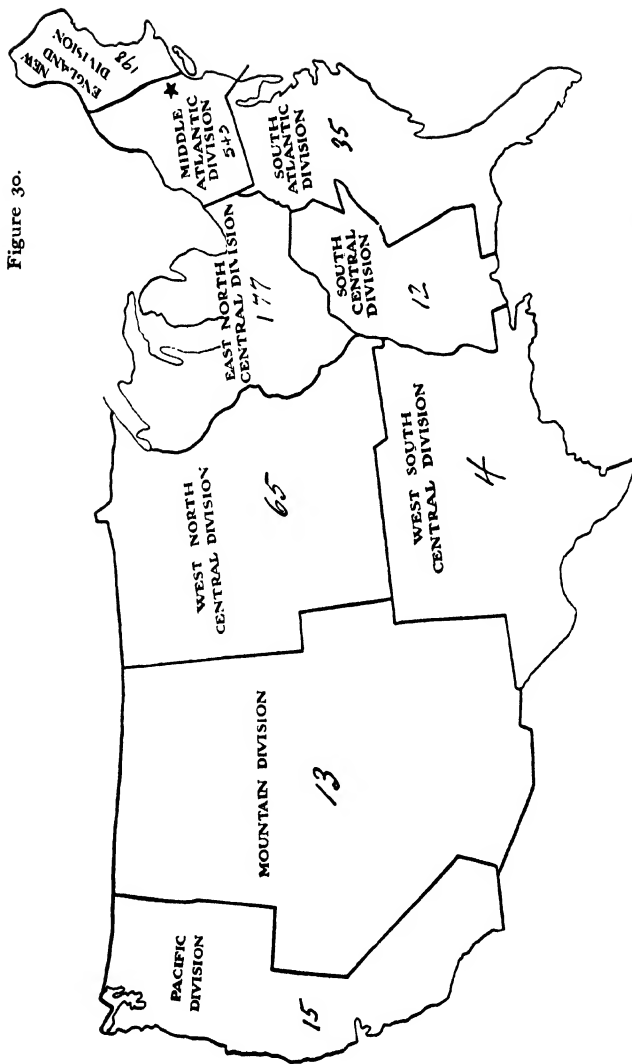 Figure 30.
PACIFIC
DIVISION
15
MOUNTAIN DIVISION
13
WEST NORTH
CENTRAL DIVISION
65
WEST SOUTH
CENTRAL DIVISION
4
EAST NORTH
CENTRAL DIVISION
177
SOUTH
CENTRAL
DIVISION
12
SOUTH
ATLANTIC
DIVISION
35
MIDDLE
ATLANTIC
DIVISION
545
NEW
ENGLAND
DIVISION
198